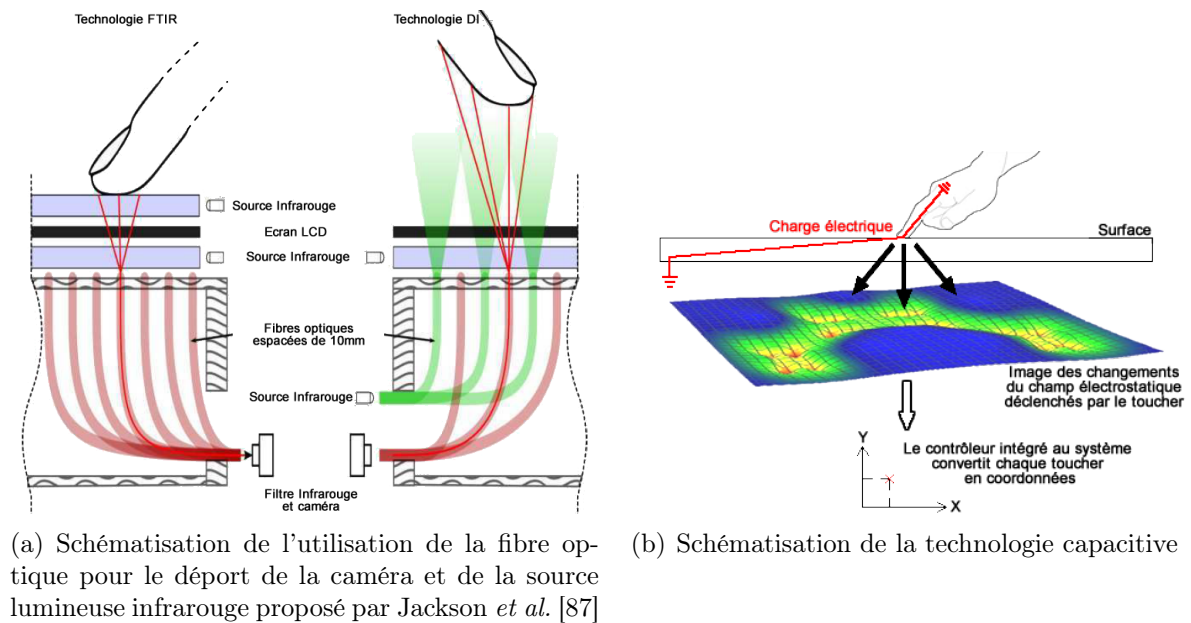 Technologie FTIR
Technologie DI
Source Infrarouge
Ecran LCD
Source Infrarouge
Fibres optiques
espacées de 10mm
Source Infrarouge
Filtre Infrarouge
et caméra
Charge électrique
Surface
Image des changements
du champ électrostatique
déclenchés par le toucher
Le contrôleur intégré au système
convertit chaque toucher
en coordonnées
Y
X
(a) Schématisation de l'utilisation de la fibre op-
tique pour le déport de la caméra et de la source
lumineuse infrarouge proposé par Jackson et al. [87]
(b) Schématisation de la technologie capacitive